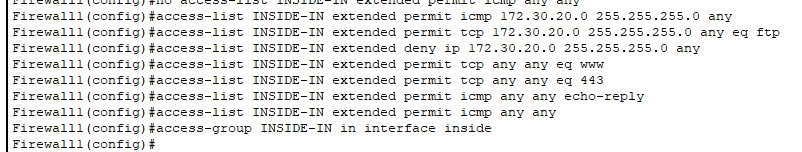 Firewall1(config)#no access-list INSIDE-IN extended permit icmp any any
Firewall1(config)#access-list INSIDE-IN extended permit icmp 172.30.20.0 255.255.255.0 any
Firewall1(config)#access-list INSIDE-IN extended permit tcp 172.30.20.0 255.255.255.0 any eq ftp
Firewall1(config)#access-list INSIDE-IN extended deny ip 172.30.20.0 255.255.255.0 any
Firewall1(config)#access-list INSIDE-IN extended permit tcp any any eq www
Firewall1(config)#access-list INSIDE-IN extended permit tcp any any eq 443
Firewall1(config)#access-list INSIDE-IN extended permit icmp any any echo-reply
Firewall1(config)#access-list INSIDE-IN extended permit icmp any any
Firewall1(config)#access-group INSIDE-IN in interface inside
Firewall1(config)#